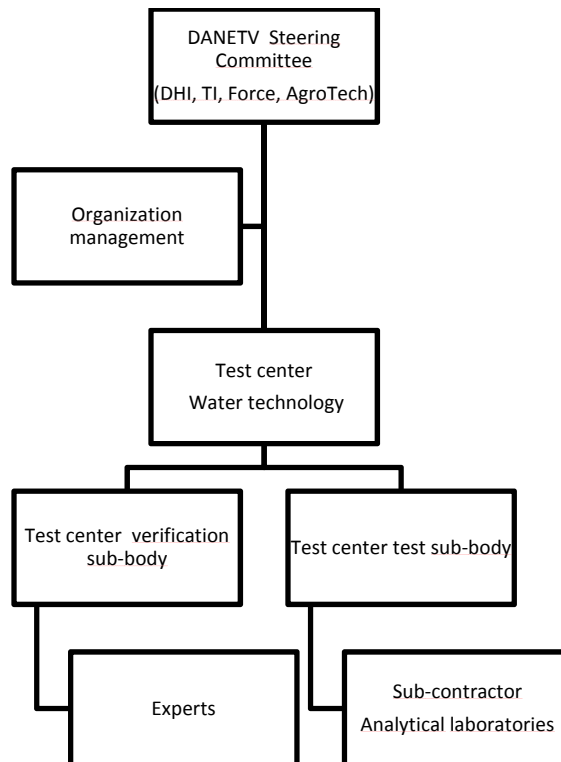 DANETV Steering
Committee
(DHI, TI, Force, AgroTech)
Organization
management
Test center
Water technology
Test center verification
sub-body
Test center test sub-body
Experts
Sub-contractor
Analytical laboratories